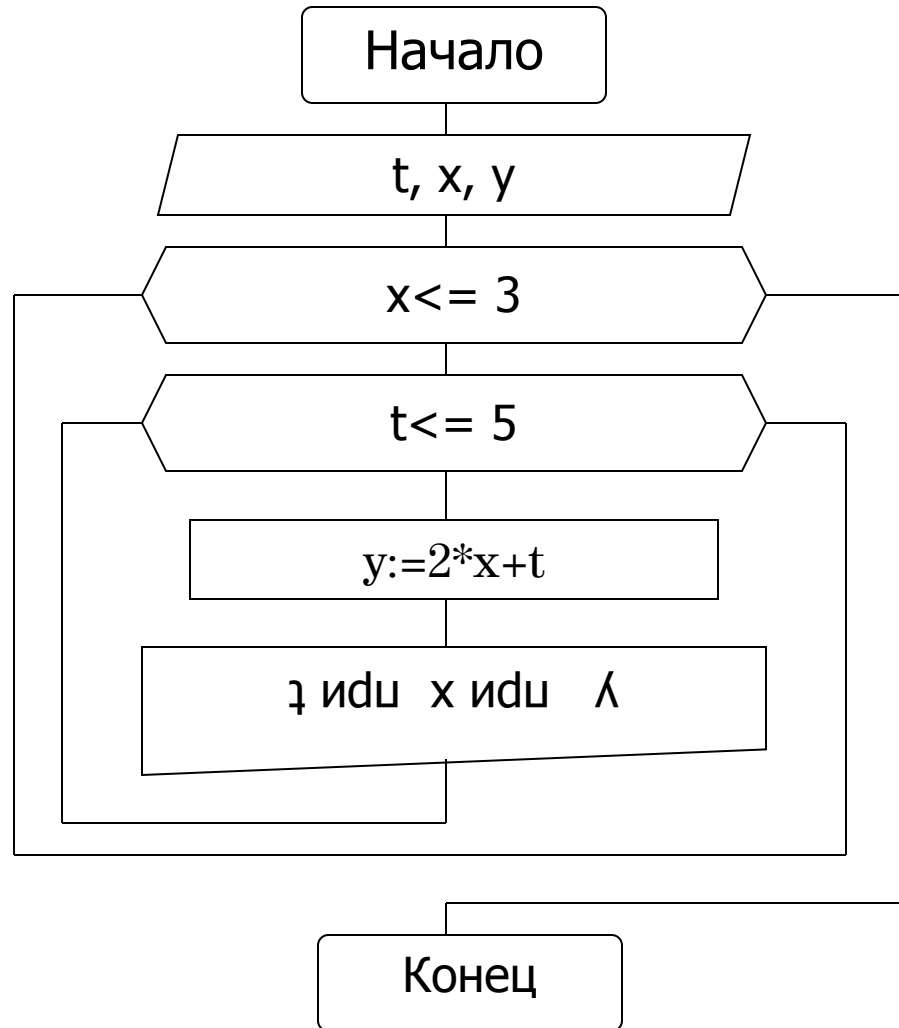 Начало
t, x, y
x<= 3
t<= 5
y:=2*x+t
y при x при t
Конец